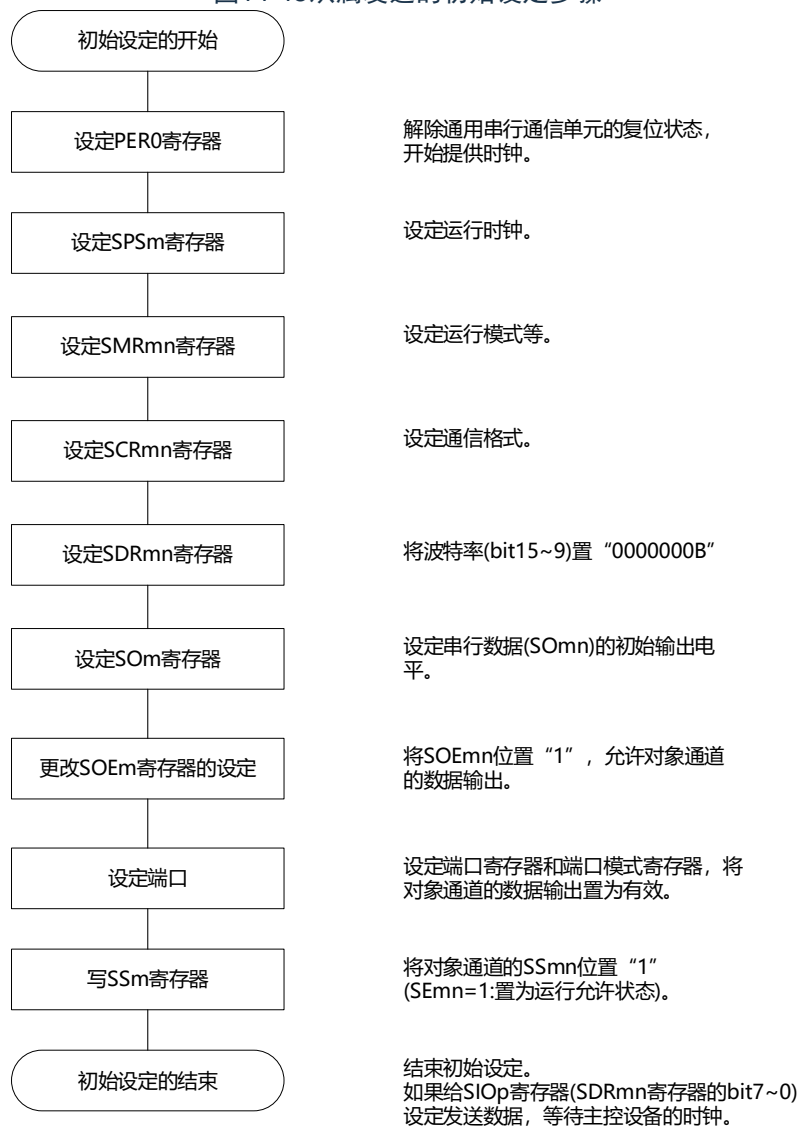 初始设定的开始
设定PER0寄存器
解除通用串行通信单元的复位状态，
开始提供时钟。
设定SPSm寄存器
设定运行时钟。
设定SMRmn寄存器
设定运行模式等。
设定SCRmn寄存器
设定通信格式。
设定SDRmn寄存器
将波特率(bit15~9)置“0000000B”
设定SOm寄存器
设定串行数据(SOmn)的初始输出电
平。
更改SOEm寄存器的设定
将SOEmn位置“1”，允许对象通道
的数据输出。
设定端口
设定端口寄存器和端口模式寄存器，将
对象通道的数据输出置为有效。
写SSm寄存器
将对象通道的SSmn位置“1”
(SEmn=1:置为运行允许状态)。
初始设定的结束
结束初始设定。
如果给SIOp寄存器(SDRmn寄存器的bit7~0)
设定发送数据，等待主控设备的时钟。